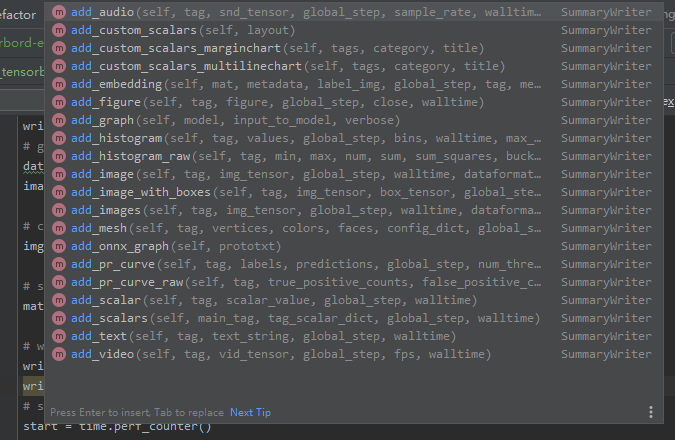 efactor
rbord-e
_tensorb
ng
ex
add_audio(self, tag, snd_tensor, global_step, sample_rate, walltim… SummaryWriter
add_custom_scalars(self, layout) SummaryWriter
add_custom_scalars_marginchart(self, tags, category, title) SummaryWriter
add_custom_scalars_multilinechart(self, tags, category, title) SummaryWriter
add_embedding(self, mat, metadata, label_img, global_step, tag, me… SummaryWriter
add_figure(self, tag, figure, global_step, close, walltime) SummaryWriter
add_graph(self, model, input_to_model, verbose) SummaryWriter
add_histogram(self, tag, values, global_step, bins, walltime, max_… SummaryWriter
add_histogram_raw(self, tag, min, max, num, sum, sum_squares, buck… SummaryWriter
add_image(self, tag, img_tensor, global_step, walltime, dataformat… SummaryWriter
add_image_with_boxes(self, tag, img_tensor, box_tensor, global_ste… SummaryWriter
add_images(self, tag, img_tensor, global_step, walltime, dataforma… SummaryWriter
add_mesh(self, tag, vertices, colors, faces, config_dict, global_s… SummaryWriter
add_onnx_graph(self, prototxt) SummaryWriter
add_pr_curve(self, tag, labels, predictions, global_step, num_thre… SummaryWriter
add_pr_curve_raw(self, tag, true_positive_counts, false_positive_c… SummaryWriter
add_scalar(self, tag, scalar_value, global_step, walltime) SummaryWriter
add_scalars(self, main_tag, tag_scalar_dict, global_step, walltime) SummaryWriter
add_text(self, tag, text_string, global_step, walltime) SummaryWriter
add_video(self, tag, vid_tensor, global_step, fps, walltime) SummaryWriter
Press Enter to insert, Tab to replace Next Tip
wri
# g
dat
ima
# c
img
# s
mat
# w
wri
wri
# s
start = time.perf_counter()